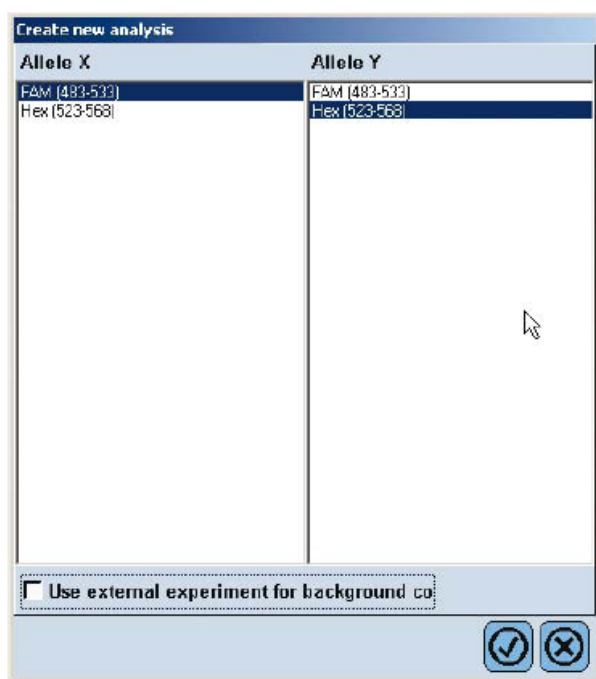 Create new analysis
Allele X Allele Y
FAM (483-533) FAM (483-533)
Hex (523-568) Hex (523-568)
Use external experiment for background co